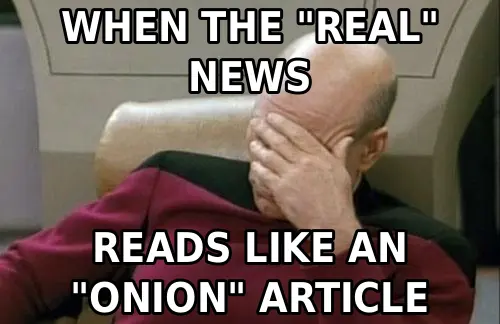 WHEN THE "REAL"
NEWS
READS LIKE AN
"ONION" ARTICLE